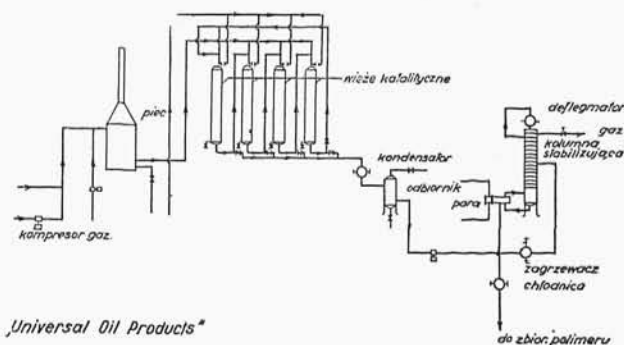 wieże katalityczne
piec
deflegmator
gaz
kolumna
stabilizująca
kondensator
odbiornik
para
kompresor gaz.
zagrzewacz
chłodnica
„Universal Oil Products"
do zbior. polimeru